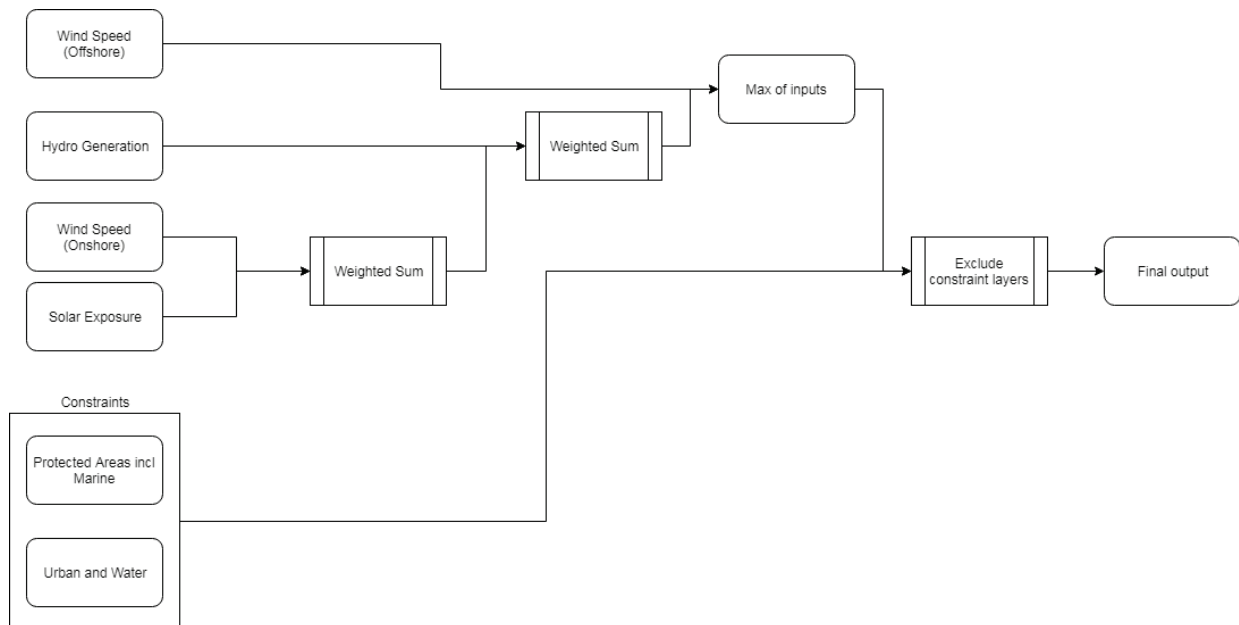 Wind Speed
(Offshore)
Max of inputs
Hydro Generation
Weighted Sum
Wind Speed
(Onshore)
Weighted Sum
Exclude
constraint layers
Final output
Solar Exposure
Constraints
Protected Areas incl
Marine
Urban and Water